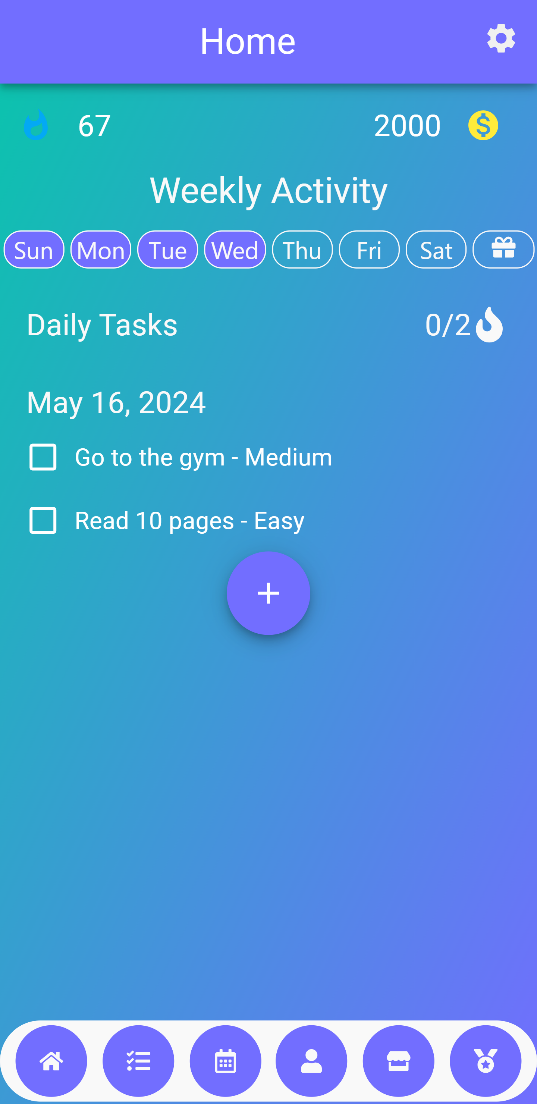 Home
67 2000
Weekly Activity
Sun Mon Tue Wed Thu Fri Sat
Daily Tasks 0/2
May 16, 2024
Go to the gym - Medium
Read 10 pages - Easy